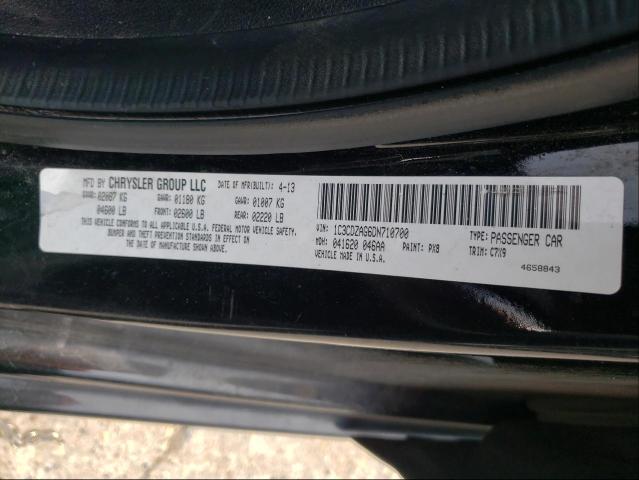 MFD BY CHRYSLER GROUP LLC DATE OF MFR(BUILT): 4-13
GVWR: 02087 KG GAWR: 01180 KG GAWR: 01007 KG
04600 LB FRONT: 02600 LB REAR: 02220 LB
THIS VEHICLE CONFORMS TO ALL APPLICABLE U.S.A. FEDERAL MOTOR VEHICLE SAFETY,
BUMPER AND THEFT PREVENTION STANDARDS IN EFFECT ON
THE DATE OF MANUFACTURE SHOWN ABOVE.
VIN: 1C3CDZAG6DN710700 TYPE: PASSENGER CAR
MDH: 041620 046AA PAINT: PX8 TRIM: C7X9
VEHICLE MADE IN U.S.A. 4658843